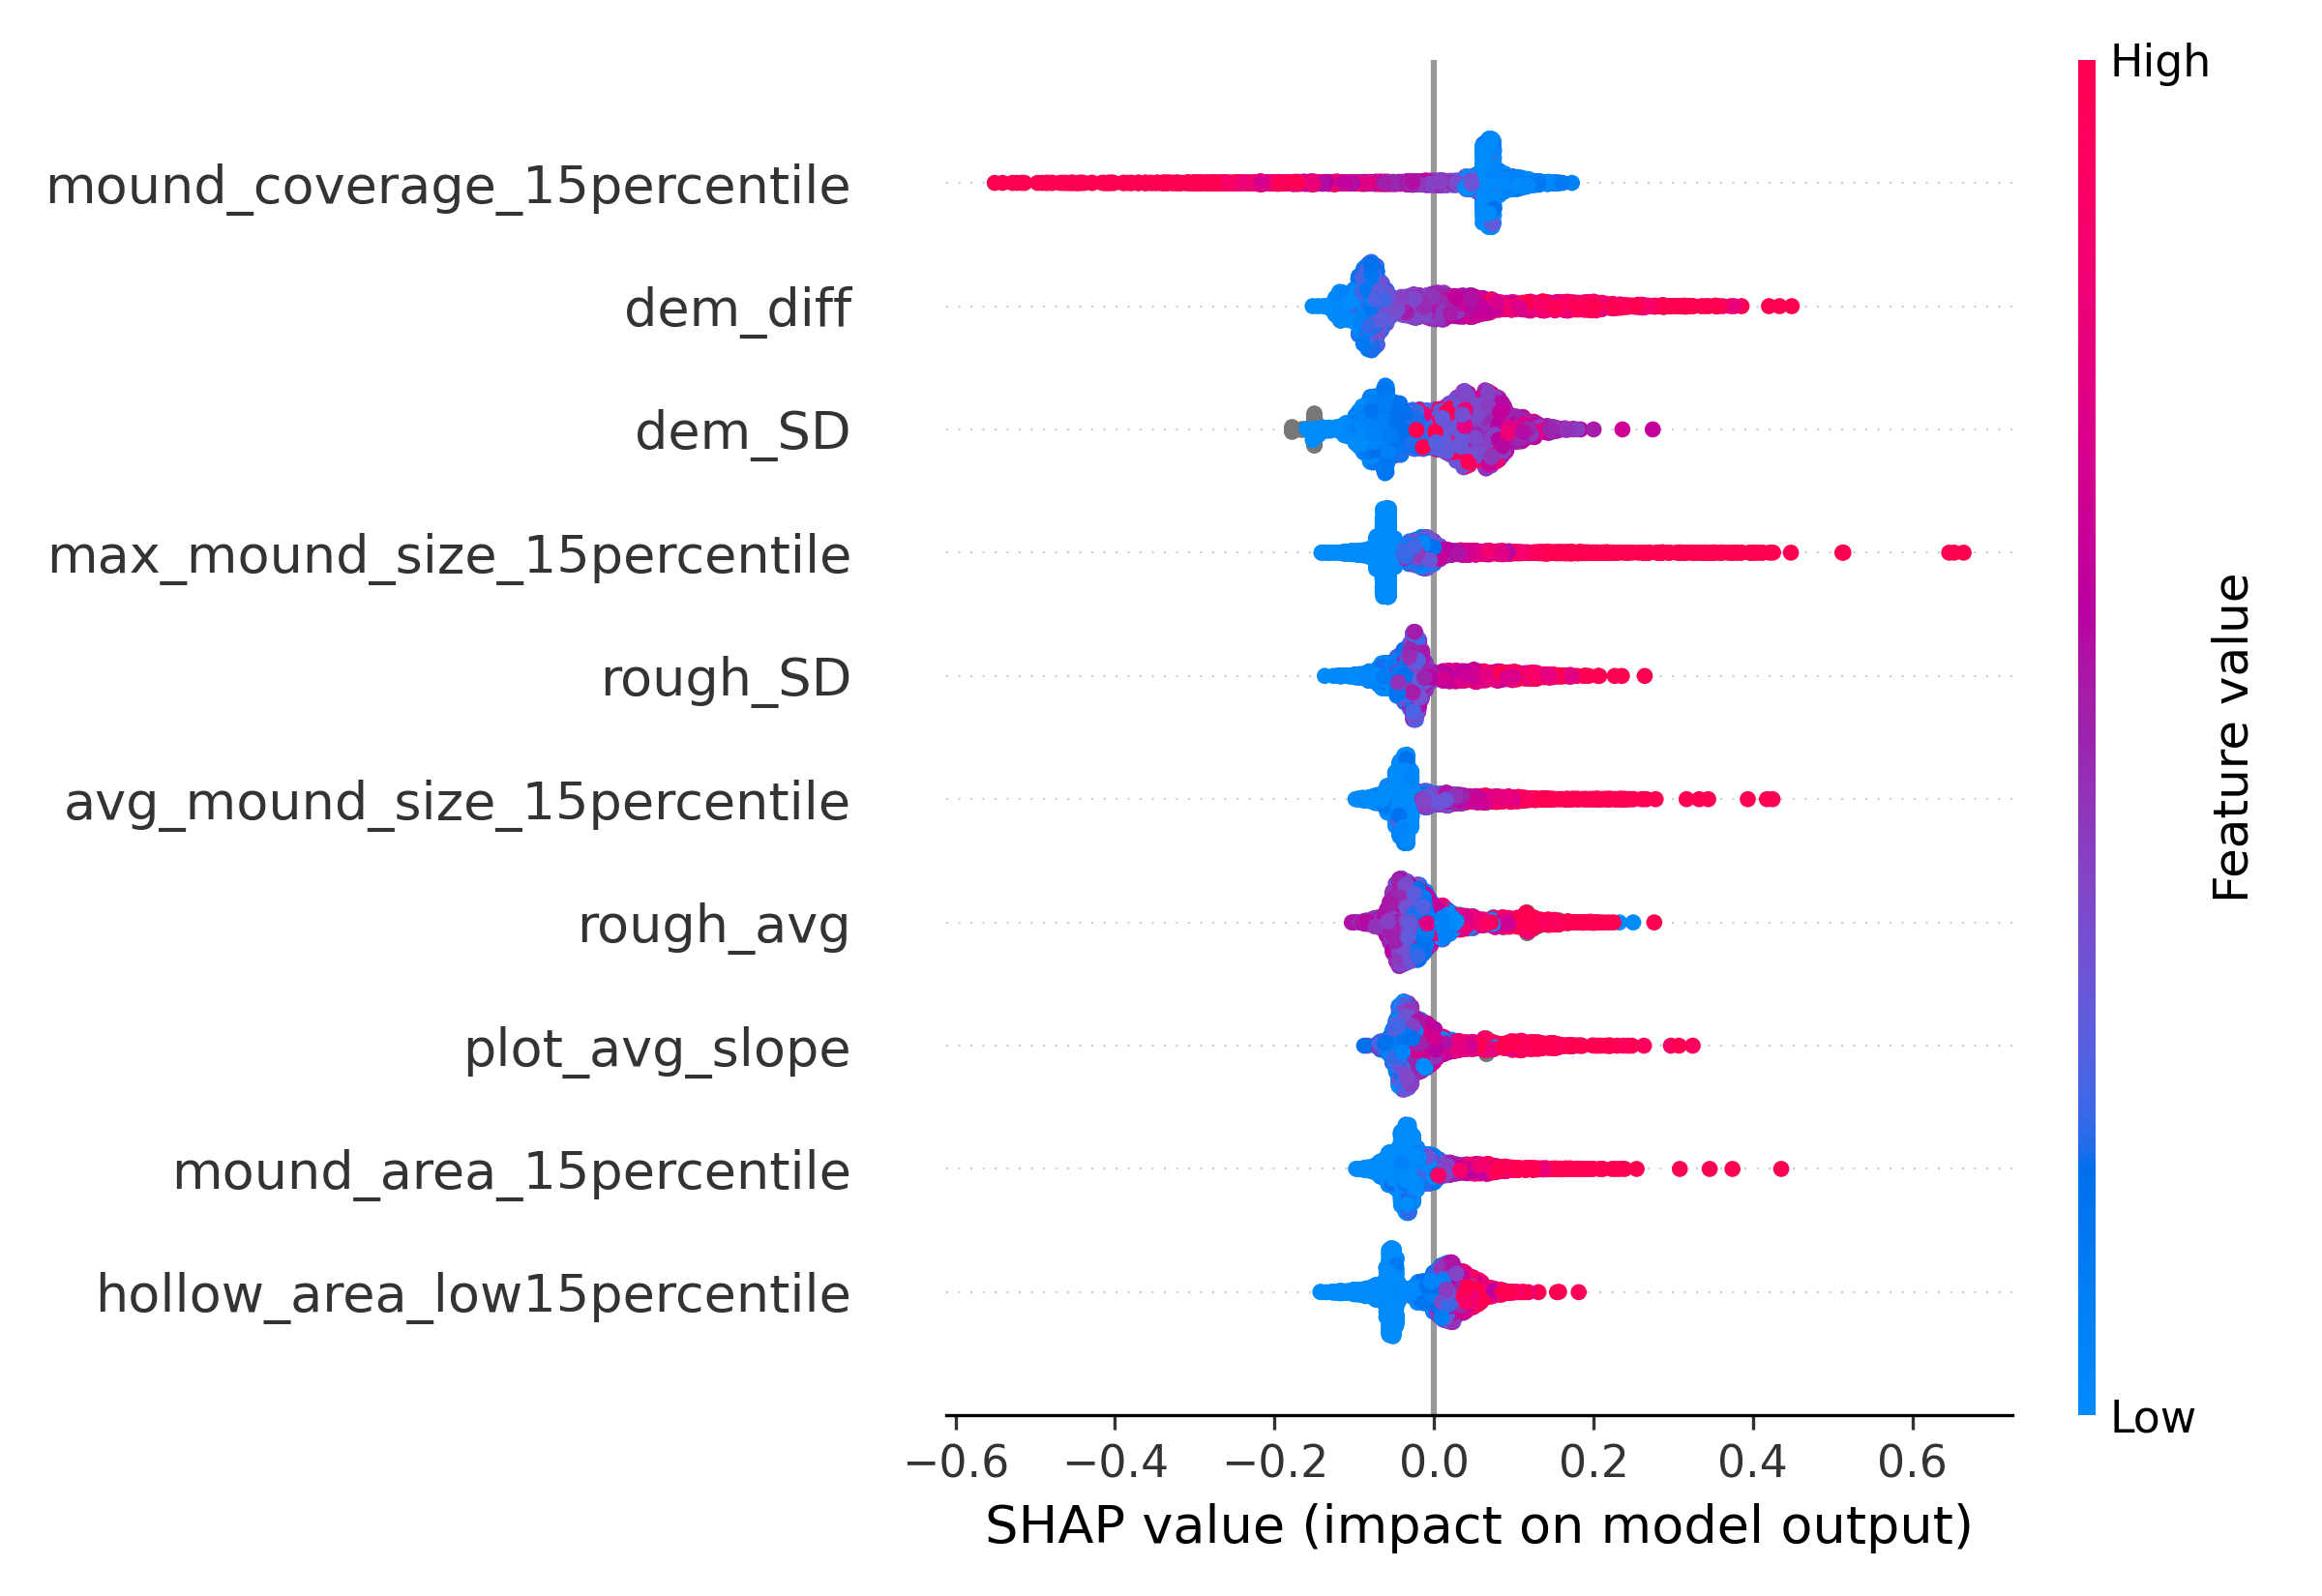 High
mound_coverage_15percentile
dem_diff
dem_SD
max_mound_size_15percentile
rough_SD
avg_mound_size_15percentile
rough_avg
plot_avg_slope
mound_area_15percentile
hollow_area_low15percentile
Feature value
Low
−0.6 −0.4 −0.2 0.0 0.2 0.4 0.6
SHAP value (impact on model output)